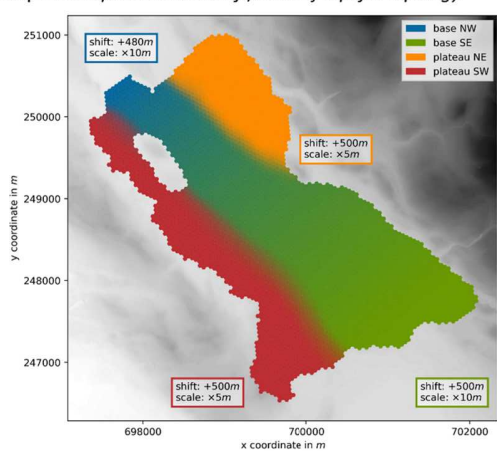 251000
250000
249000
248000
247000
y coordinate in m
698000
700000
702000
x coordinate in m
shift: +480m
scale: ×10m
base NW
base SE
plateau NE
plateau SW
shift: +500m
scale: ×5m
shift: +500m
scale: ×5m
shift: +500m
scale: ×10m